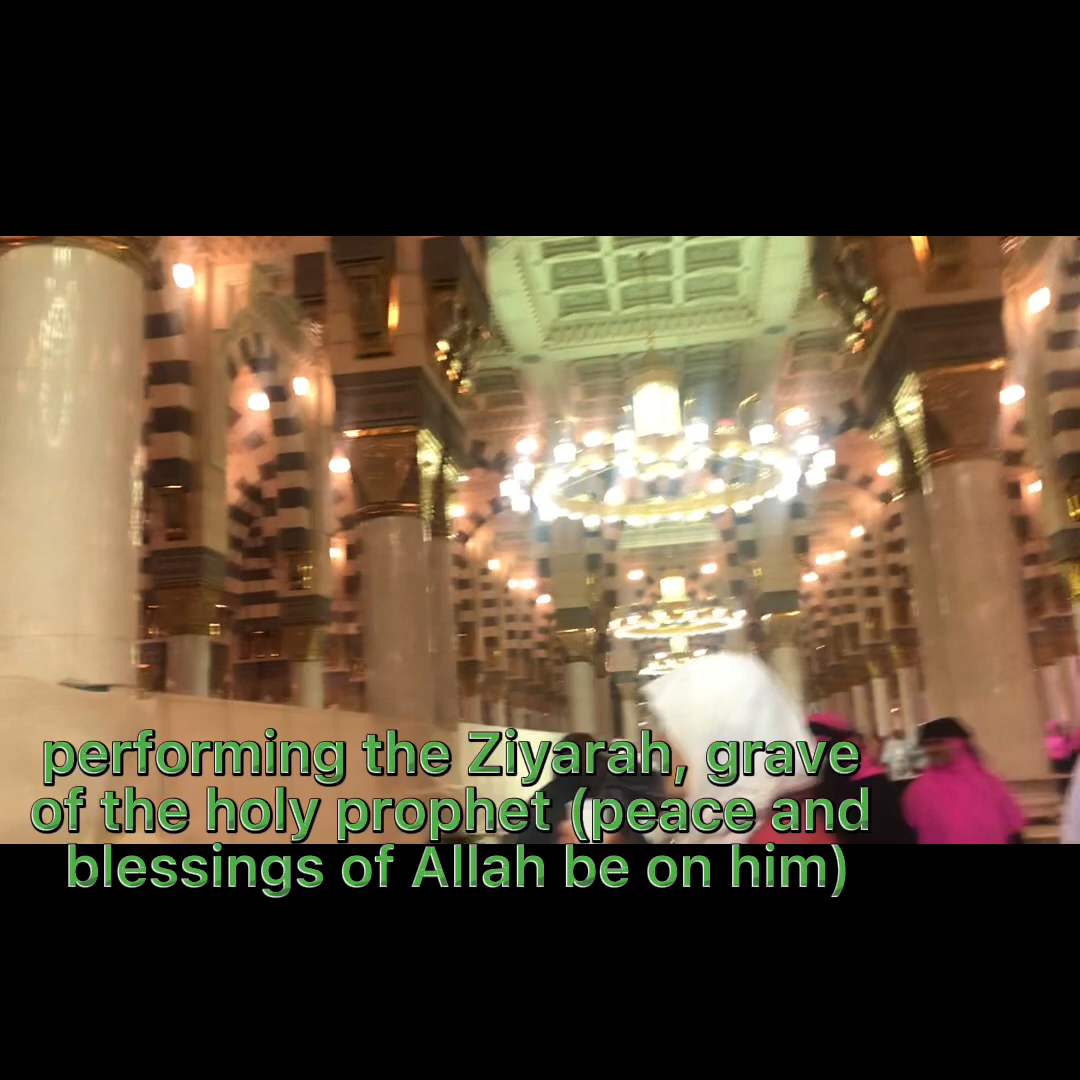 performing the Ziyarah, grave
of the holy prophet (peace and
blessings of Allah be on him)